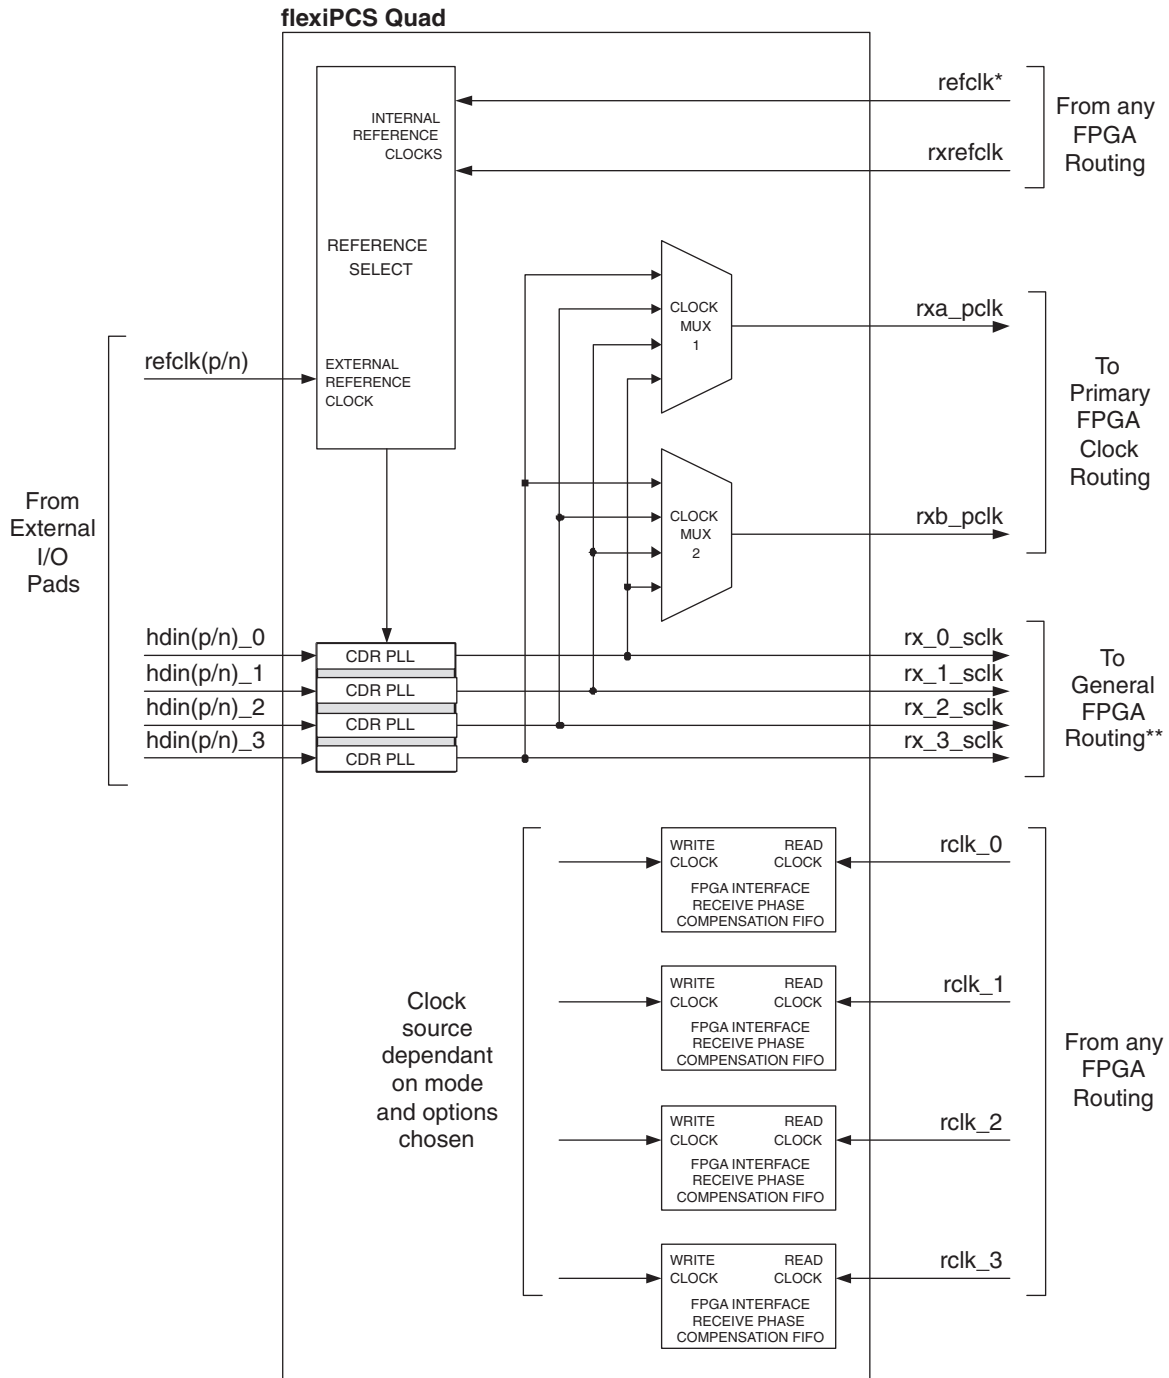 flexiPCS Quad
refclk*
From any
FPGA
Routing
INTERNAL
REFERENCE
CLOCKS
rxrefclk
REFERENCE
SELECT
CLOCK
MUX
1
rxa_pclk
To
Primary
FPGA
Clock
Routing
refclk(p/n)
EXTERNAL
REFERENCE
CLOCK
From
External
I/O
Pads
CLOCK
MUX
2
rxb_pclk
hdin(p/n)_0
CDR PLL
rx_0_sclk
hdin(p/n)_1
CDR PLL
rx_1_sclk
hdin(p/n)_2
CDR PLL
rx_2_sclk
hdin(p/n)_3
CDR PLL
rx_3_sclk
To
General
FPGA
Routing**
WRITE READ
CLOCK CLOCK
FPGA INTERFACE
RECEIVE PHASE
COMPENSATION FIFO
rclk_0
WRITE READ
CLOCK CLOCK
FPGA INTERFACE
RECEIVE PHASE
COMPENSATION FIFO
rclk_1
Clock
source
dependant
on mode
and options
chosen
From any
FPGA
Routing
WRITE READ
CLOCK CLOCK
FPGA INTERFACE
RECEIVE PHASE
COMPENSATION FIFO
rclk_2
WRITE READ
CLOCK CLOCK
FPGA INTERFACE
RECEIVE PHASE
COMPENSATION FIFO
rclk_3